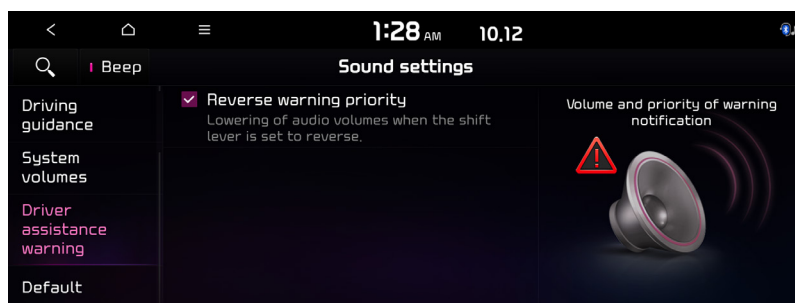 1:28 AM 10.12
Beep
Sound settings
Driving
guidance
System
volumes
Driver
assistance
warning
Default
Reverse warning priority
Lowering of audio volumes when the shift
lever is set to reverse.
Volume and priority of warning
notification